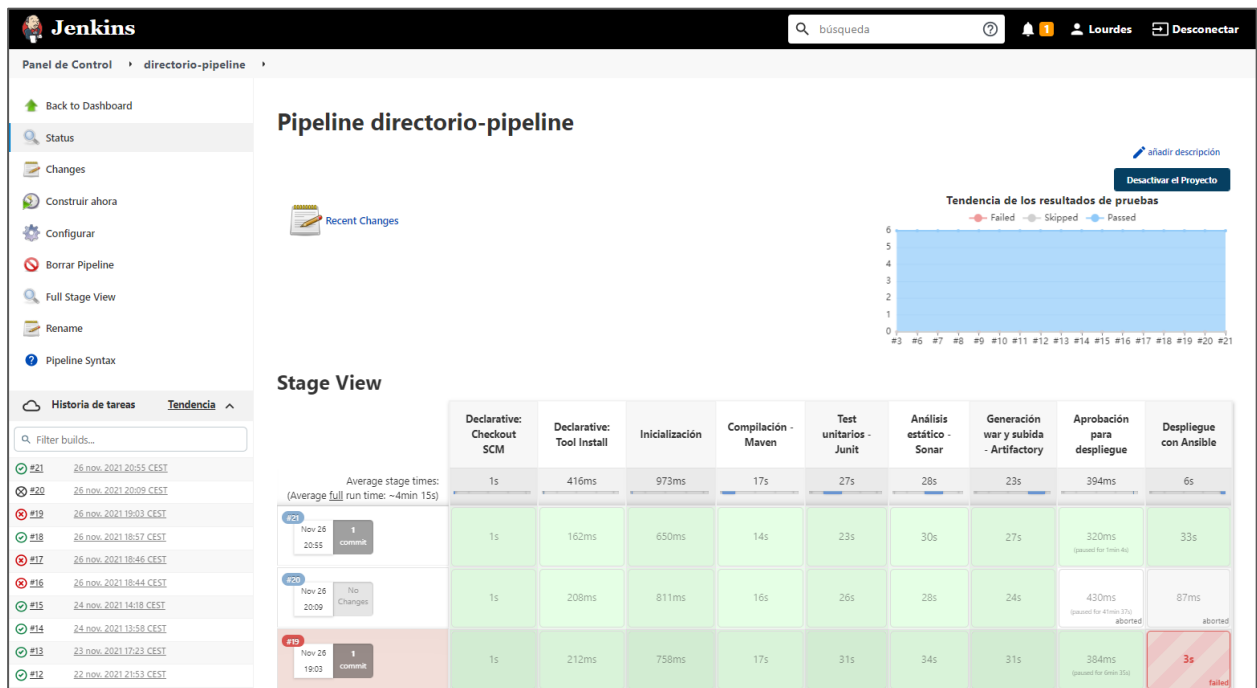 Jenkins
búsqueda
1
Lourdes
Desconectar
Panel de Control
directorio-pipeline
Back to Dashboard
Status
Changes
Construir ahora
Configurar
Borrar Pipeline
Full Stage View
Rename
Pipeline Syntax
Historia de tareas
Tendencia
Filter builds...
#21 26 nov. 2021 20:55 CEST
#20 26 nov. 2021 20:09 CEST
#19 26 nov. 2021 19:03 CEST
#18 26 nov. 2021 18:57 CEST
#17 26 nov. 2021 18:46 CEST
#16 26 nov. 2021 18:44 CEST
#15 24 nov. 2021 14:18 CEST
#14 24 nov. 2021 13:58 CEST
#13 23 nov. 2021 17:23 CEST
#12 22 nov. 2021 21:53 CEST
Pipeline directorio-pipeline
añadir descripción
Desactivar el Proyecto
Recent Changes
Tendencia de los resultados de pruebas
Failed Skipped Passed
6
5
4
3
2
1
0
#3 #6 #7 #8 #9 #10 #11 #12 #13 #14 #15 #16 #17 #18 #19 #20 #21
Stage View
Declarative: Checkout SCM
Declarative: Tool Install
Inicialización
Compilación - Maven
Test unitarios - Junit
Análisis estático - Sonar
Generación war y subida - Artifactory
Aprobación para despliegue
Despliegue con Ansible
Average stage times:
(Average full run time: ~4min 15s)
1s 416ms 973ms 17s 27s 28s 23s 394ms 6s
#21
Nov 26
20:55
1
commit
1s 162ms 650ms 14s 23s 30s 27s 320ms 33s
(paused for 1min 4s)
#20
Nov 26
20:09
No
Changes
1s 208ms 811ms 16s 26s 28s 24s 430ms 87ms
(paused for 41min 37s)
aborted aborted
#19
Nov 26
19:03
1
commit
1s 212ms 758ms 17s 31s 34s 31s 384ms 3s
(paused for 6min 35s)
failed